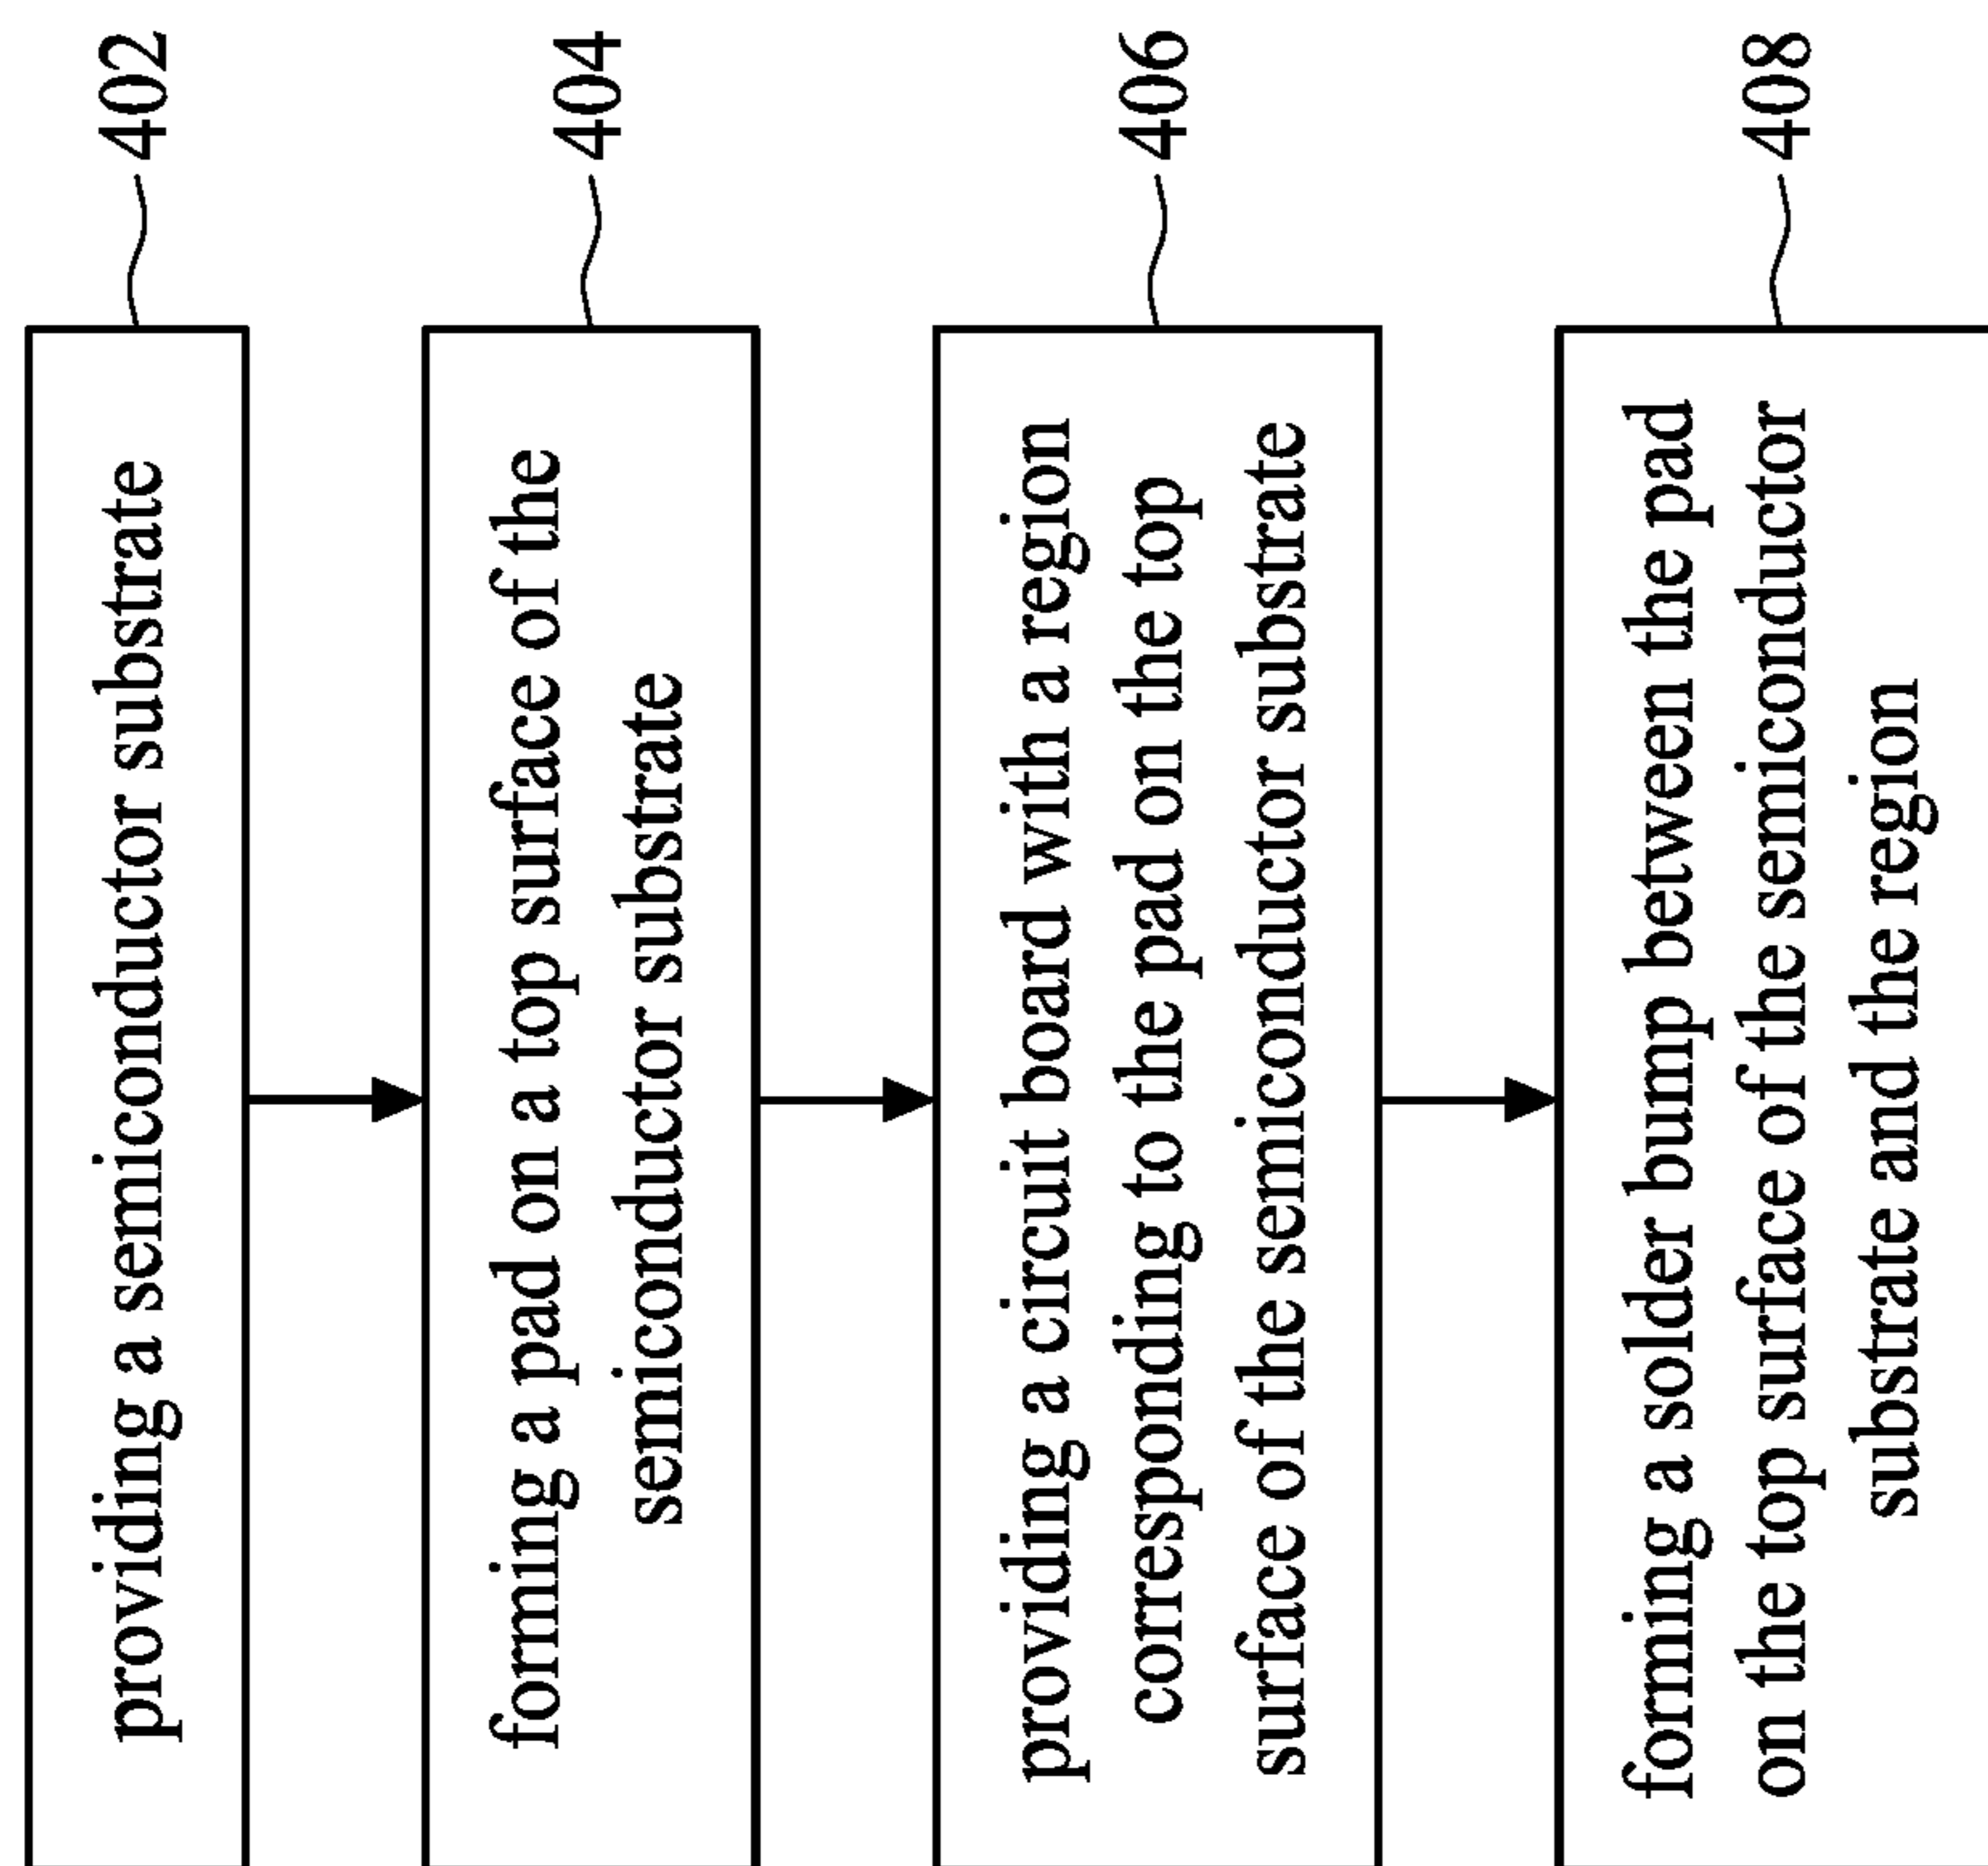 providing a semiconductor substrate
402
forming a pad on a top surface of the
semiconductor substrate
404
providing a circuit board with a region
corresponding to the pad on the top
surface of the semiconductor substrate
406
forming a solder bump between the pad
on the top surface of the semiconductor
substrate and the region
408